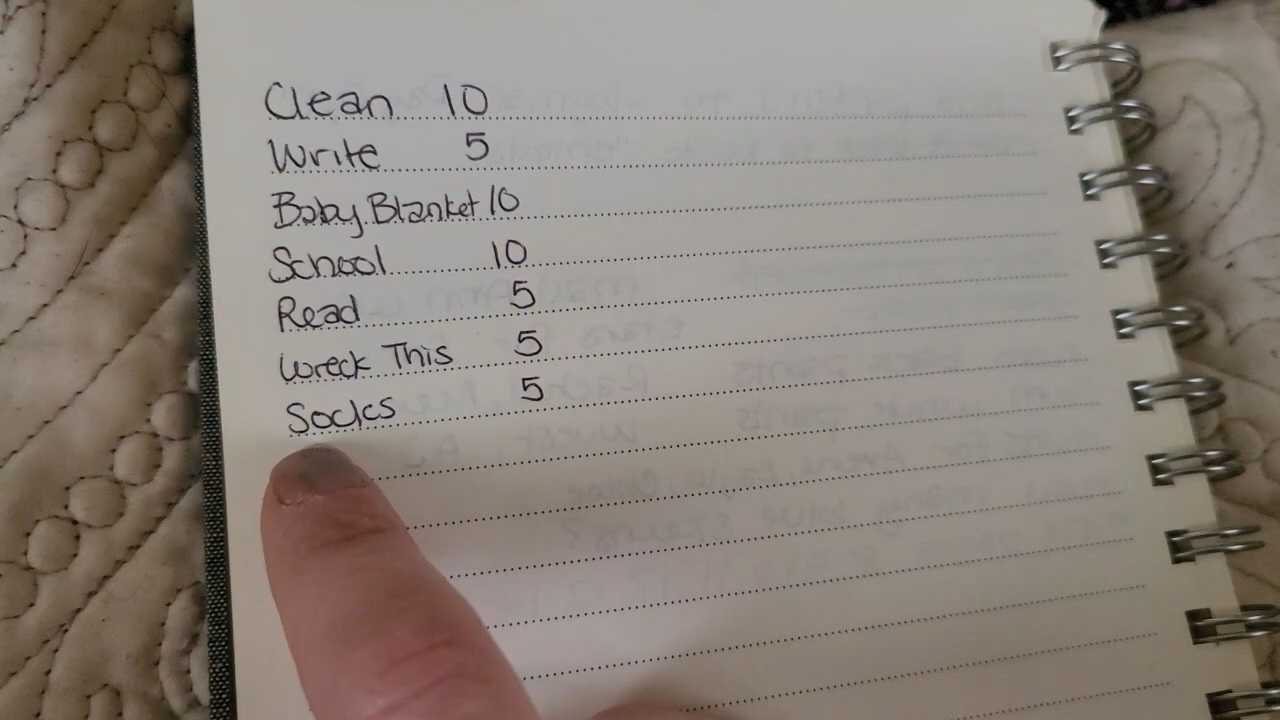 Clean 10
Write 5
Baby Blanket 10
School 10
Read 5
Wreck This 5
Socks 5